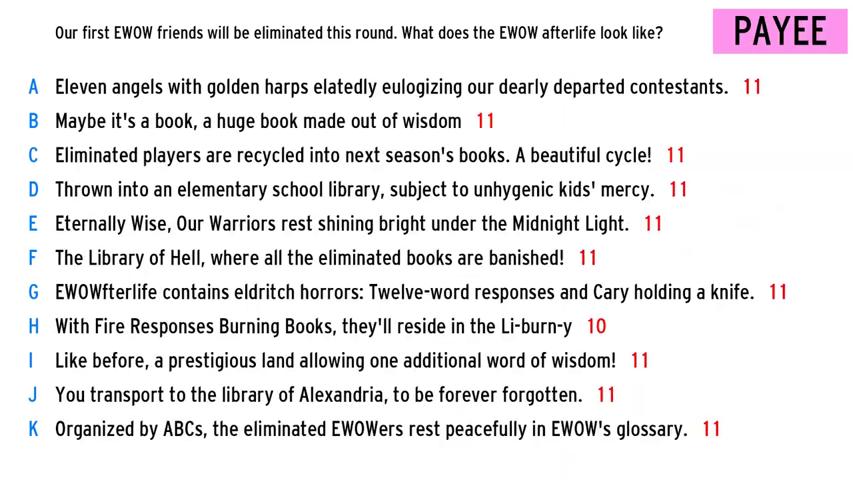 Our first EWOW friends will be eliminated this round. What does the EWOW afterlife look like?
PAYEE
A Eleven angels with golden harps elatedly eulogizing our dearly departed contestants. 11
B Maybe it's a book, a huge book made out of wisdom 11
C Eliminated players are recycled into next season's books. A beautiful cycle! 11
D Thrown into an elementary school library, subject to unhygenic kids' mercy. 11
E Eternally Wise, Our Warriors rest shining bright under the Midnight Light. 11
F The Library of Hell, where all the eliminated books are banished! 11
G EWOWfterlife contains eldritch horrors: Twelve-word responses and Cary holding a knife. 11
H With Fire Responses Burning Books, they'll reside in the Li-burn-y 10
I Like before, a prestigious land allowing one additional word of wisdom! 11
J You transport to the library of Alexandria, to be forever forgotten. 11
K Organized by ABCs, the eliminated EWOWers rest peacefully in EWOW's glossary. 11